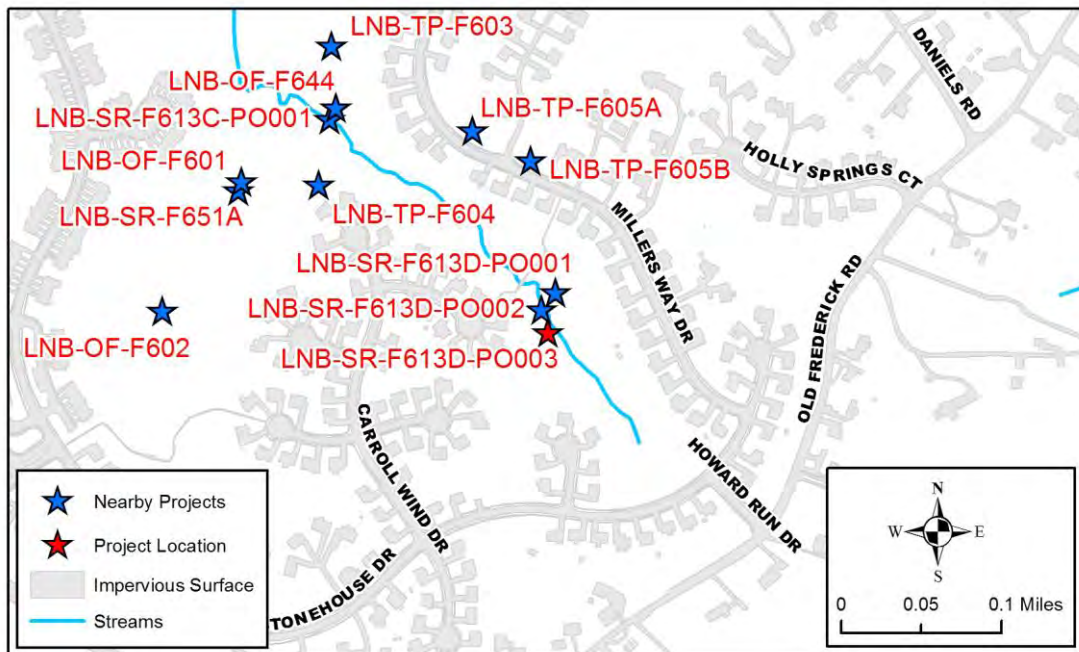 LNB-TP-F603
DANIELS RD
LNB-OF-F644
LNB-TP-F605A
LNB-SR-F613C-PO001
LNB-OF-F601
LNB-TP-F605B
HOLLY SPRINGS CT
LNB-SR-F651A
LNB-TP-F604
MILLERS WAY DR
LNB-SR-F613D-PO001
LNB-SR-F613D-PO002
OLD FREDERICK RD
LNB-OF-F602
LNB-SR-F613D-PO003
CARROLL WIND DR
HOWARD RUN DR
TONEHOUSE DR
Nearby Projects
Project Location
Impervious Surface
Streams
N
W E
S
0 0.05 0.1 Miles